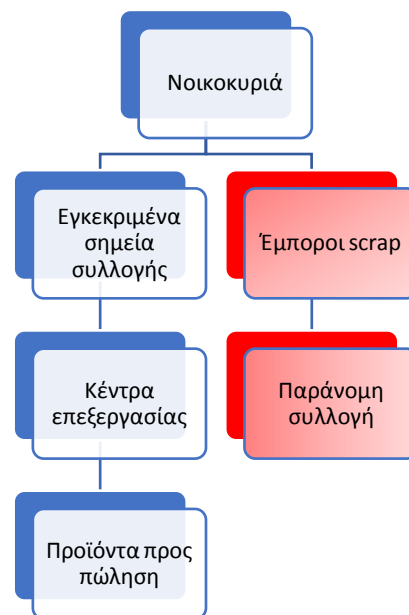 Νοικοκυριά
Εγκεκριμένα
σημεία
συλλογής
Έμποροι scrap
Κέντρα
επεξεργασίας
Παράνομη
συλλογή
Προϊόντα προς
πώληση